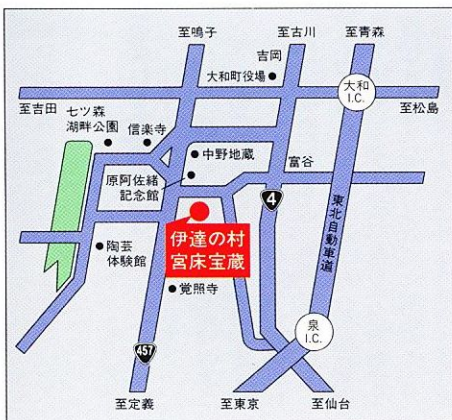 至鳴子
至古川
至青森
吉岡
大和町役場
大和
I.C.
至吉田
七ツ森
湖畔公園
信楽寺
至松島
中野地蔵
富谷
原阿佐緒
記念館
4
東北自動車道
伊達の村
宮床宝蔵
陶芸
体験館
覚照寺
泉
I.C.
457
至定義
至東京
至仙台